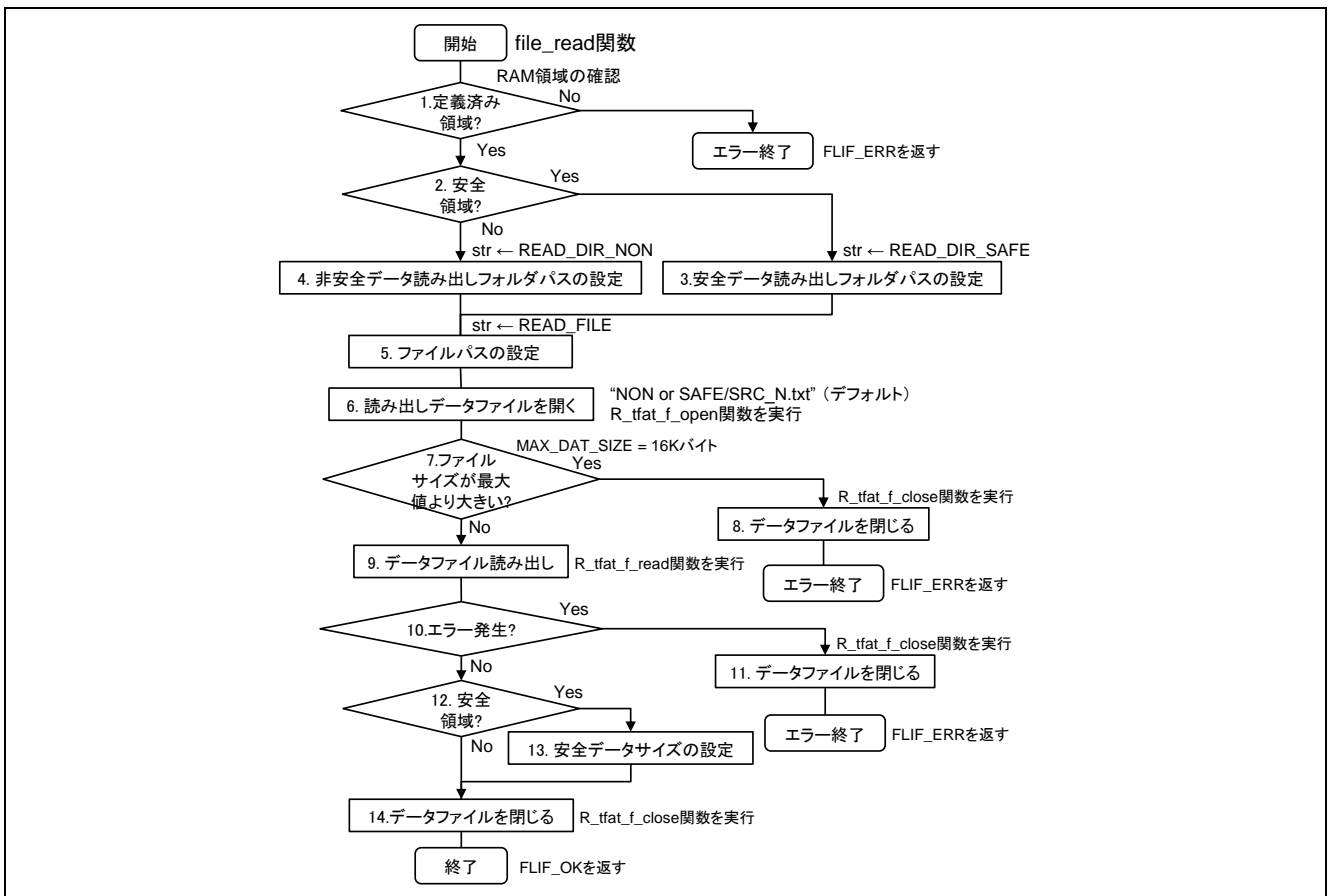 開始
file_read関数
RAM領域の確認
1.定義済み
領域?
No
エラー終了
FLIF_ERRを返す
Yes
2. 安全
領域?
Yes
No
str ← READ_DIR_NON
str ← READ_DIR_SAFE
4. 非安全データ読み出しフォルダパスの設定
3.安全データ読み出しフォルダパスの設定
str ← READ_FILE
5. ファイルパスの設定
6. 読み出しデータファイルを開く
“NON or SAFE/SRC_N.txt”（デフォルト）
R_tfat_f_open関数を実行
MAX_DAT_SIZE = 16Kバイト
7.ファイル
サイズが最大
値より大きい?
Yes
R_tfat_f_close関数を実行
8. データファイルを閉じる
No
9. データファイル読み出し
R_tfat_f_read関数を実行
エラー終了
FLIF_ERRを返す
10.エラー発生?
Yes
R_tfat_f_close関数を実行
11. データファイルを閉じる
No
12. 安全
領域?
Yes
エラー終了
FLIF_ERRを返す
No
13. 安全データサイズの設定
14.データファイルを閉じる
R_tfat_f_close関数を実行
終了
FLIF_OKを返す